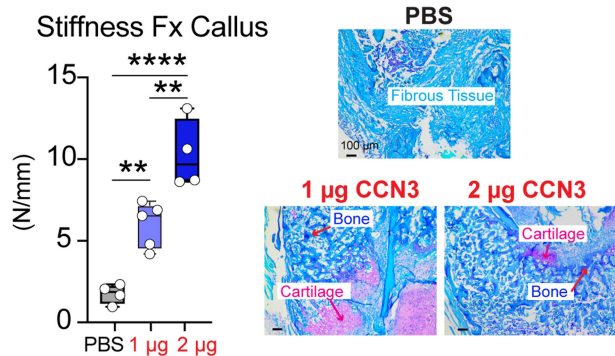 Stiffness Fx Callus
(N/mm)
15
10
5
0
****
**
**
PBS
1 µg
2 µg
PBS
Fibrous Tissue
100 µm
1 µg CCN3
Bone
Cartilage
2 µg CCN3
Cartilage
Bone